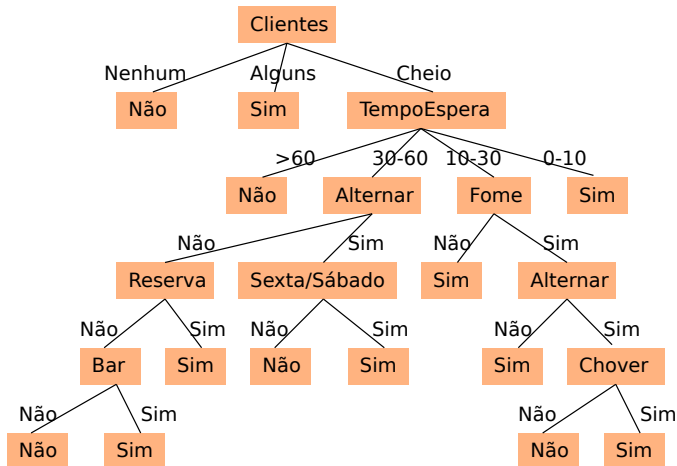 Clientes
Nenhum Alguns Cheio
Não Sim TempoEspera
>60 30-60 10-30 0-10
Não Alternar Fome Sim
Não Sim Não Sim
Reserva Sexta/Sábado Sim Alternar
Não Sim Não Sim Não Sim
Bar Sim Não Sim Sim Chover
Não Sim Não Sim
Não Sim Não Sim